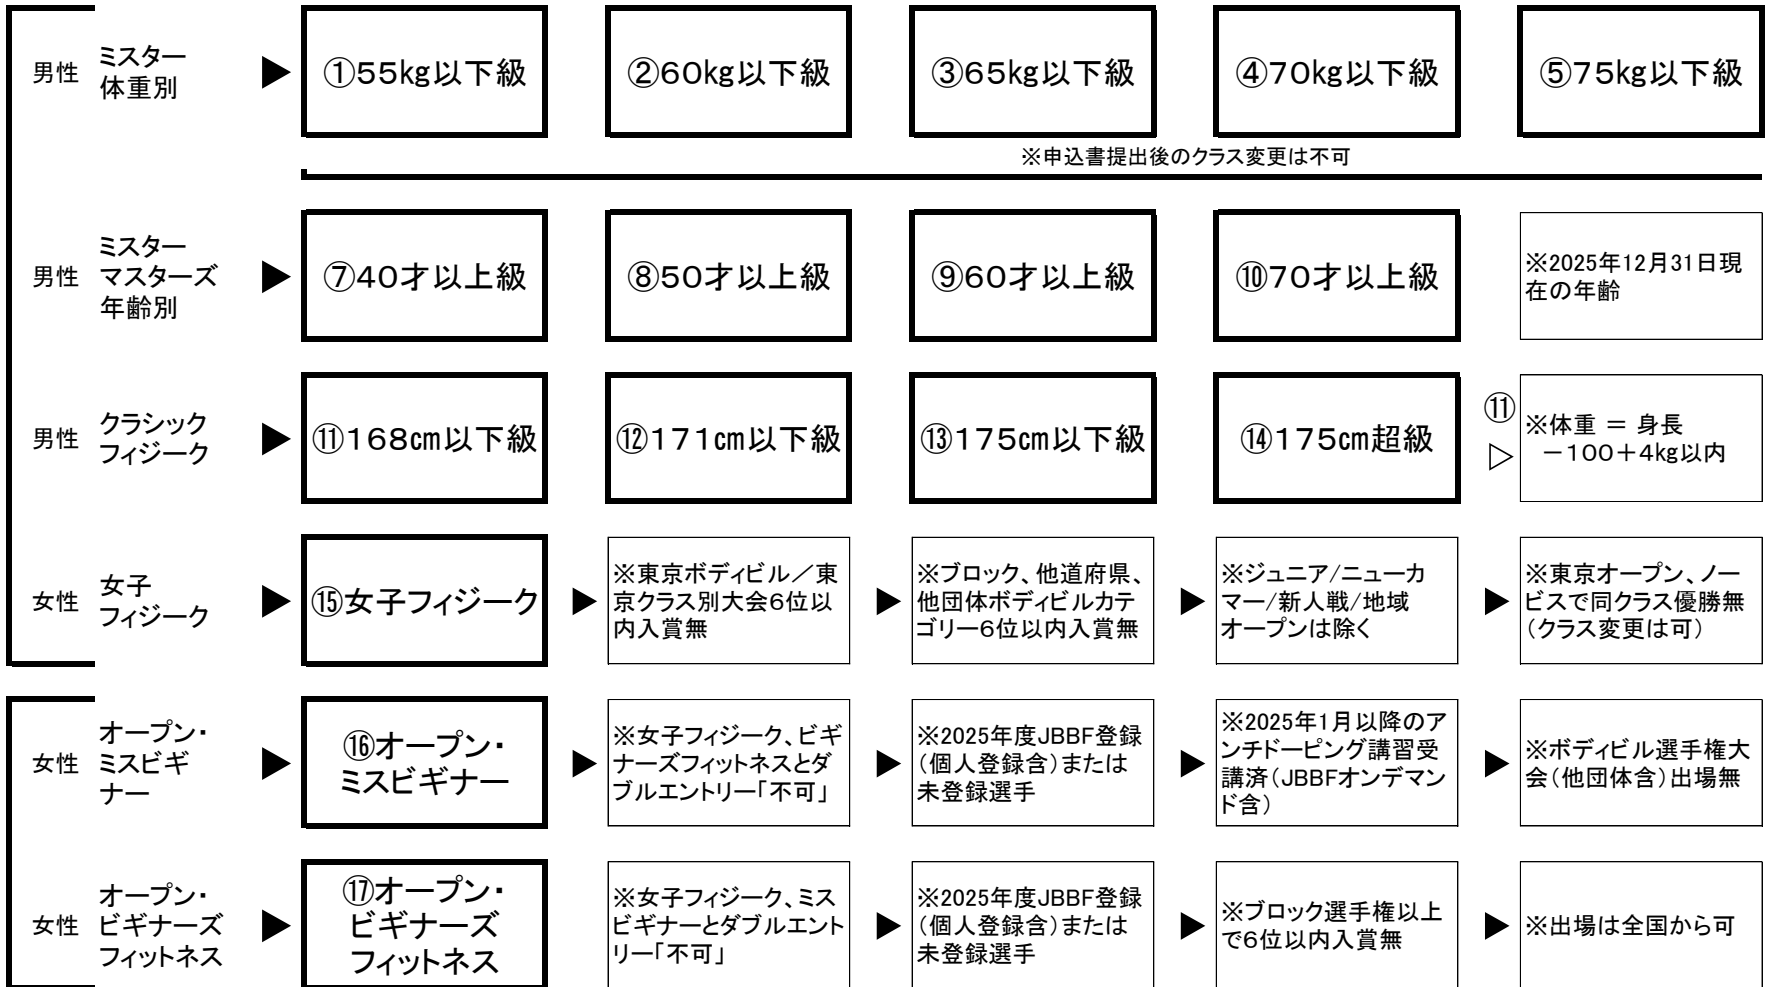 男性
ミスター
体重別
▶
①55kg以下級
②60kg以下級
③65kg以下級
④70kg以下級
⑤75kg以下級
※申込書提出後のクラス変更は不可
男性
ミスター
マスターズ
年齢別
▶
⑦40才以上級
⑧50才以上級
⑨60才以上級
⑩70才以上級
※2025年12月31日現
在の年齢
男性
クラシック
フィジーク
▶
⑪168㎝以下級
⑫171㎝以下級
⑬175㎝以下級
⑭175㎝超級
⑪
▷
※体重 ＝ 身長
－100＋4kg以内
女性
女子
フィジーク
▶
⑮女子フィジーク
▶
※東京ボディビル／東
京クラス別大会6位以
内入賞無
▶
※ブロック、他道府県、
他団体ボディビルカテ
ゴリー6位以内入賞無
▶
※ジュニア/ニューカ
マー/新人戦/地域
オープンは除く
▶
※東京オープン、ノー
ビスで同クラス優勝無
（クラス変更は可）
女性
オープン・
ミスビギ
ナー
▶
⑯オープン・
ミスビギナー
▶
※女子フィジーク、ビギ
ナーズフィットネスとダ
ブルエントリー「不可」
▶
※2025年度JBBF登録
（個人登録含）または
未登録選手
▶
※2025年1月以降のア
ンチドーピング講習受
講済（JBBFオンデマン
ド含）
▶
※ボディビル選手権大
会（他団体含）出場無
女性
オープン・
ビギナーズ
フィットネス
▶
⑰オープン・
ビギナーズ
フィットネス
▶
※女子フィジーク、ミス
ビギナーとダブルエント
リー「不可」
▶
※2025年度JBBF登録
（個人登録含）または
未登録選手
▶
※ブロック選手権以上
で6位以内入賞無
▶
※出場は全国から可